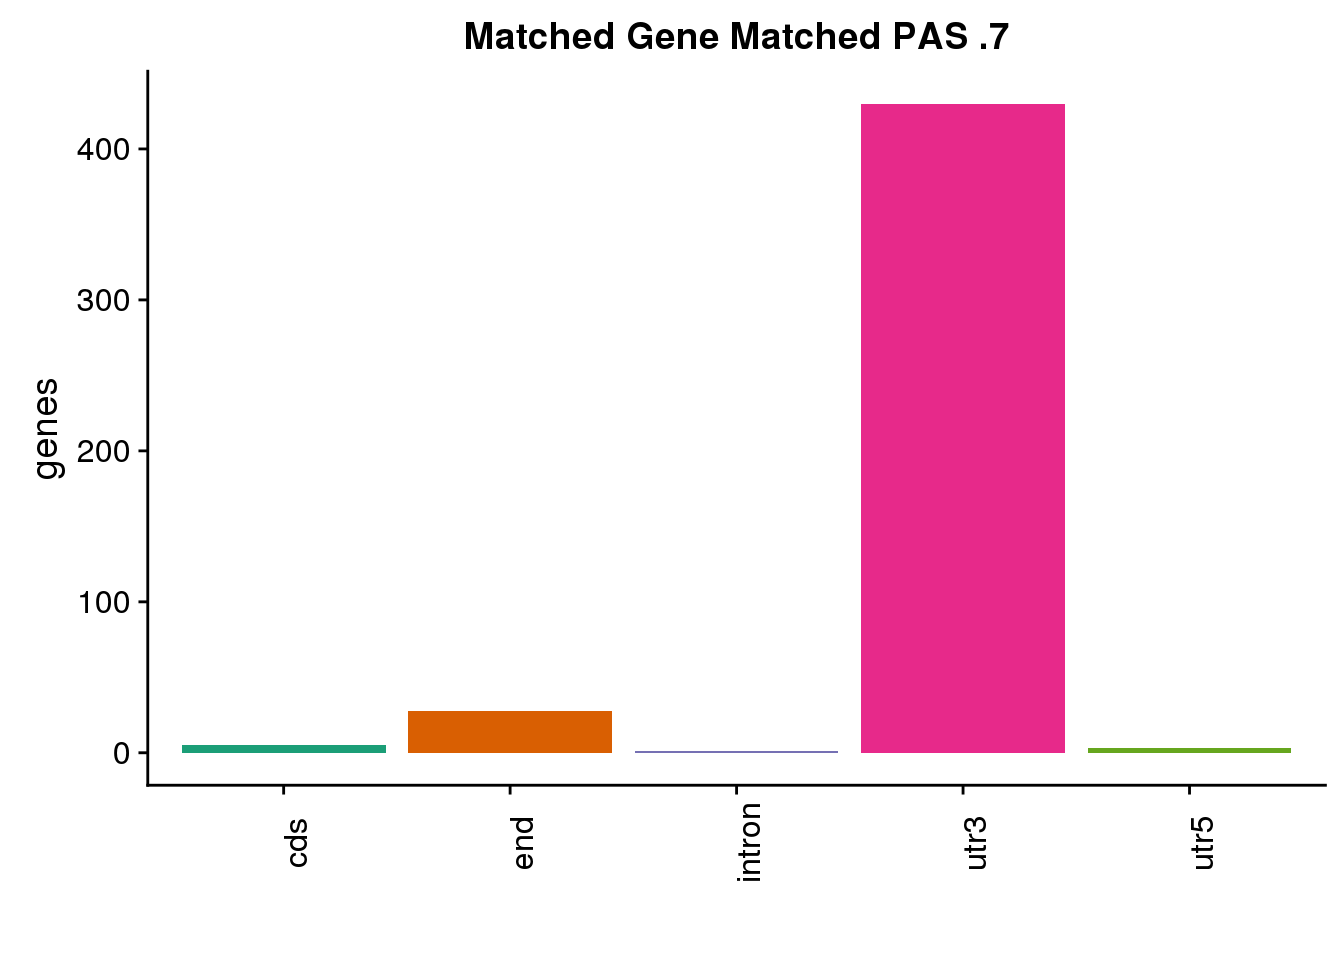 Matched Gene Matched PAS .7
genes
400
300
200
100
0
cds
end
intron
utr3
utr5